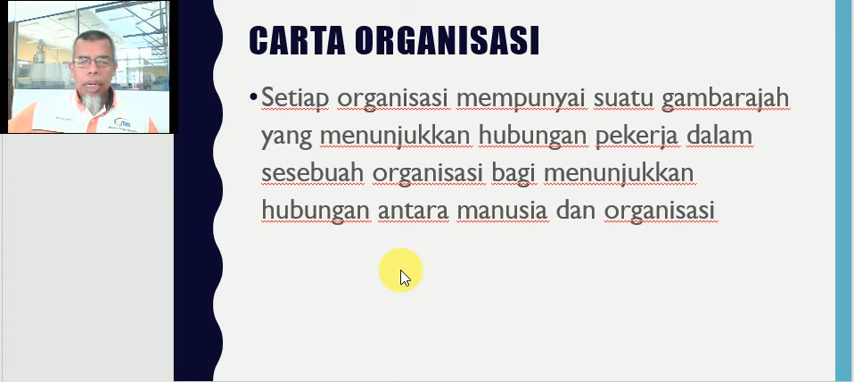 CARTA ORGANISASI
•Setiap organisasi mempunyai suatu gambarajah
yang menunjukkan hubungan pekerja dalam
sesebuah organisasi bagi menunjukkan
hubungan antara manusia dan organisasi